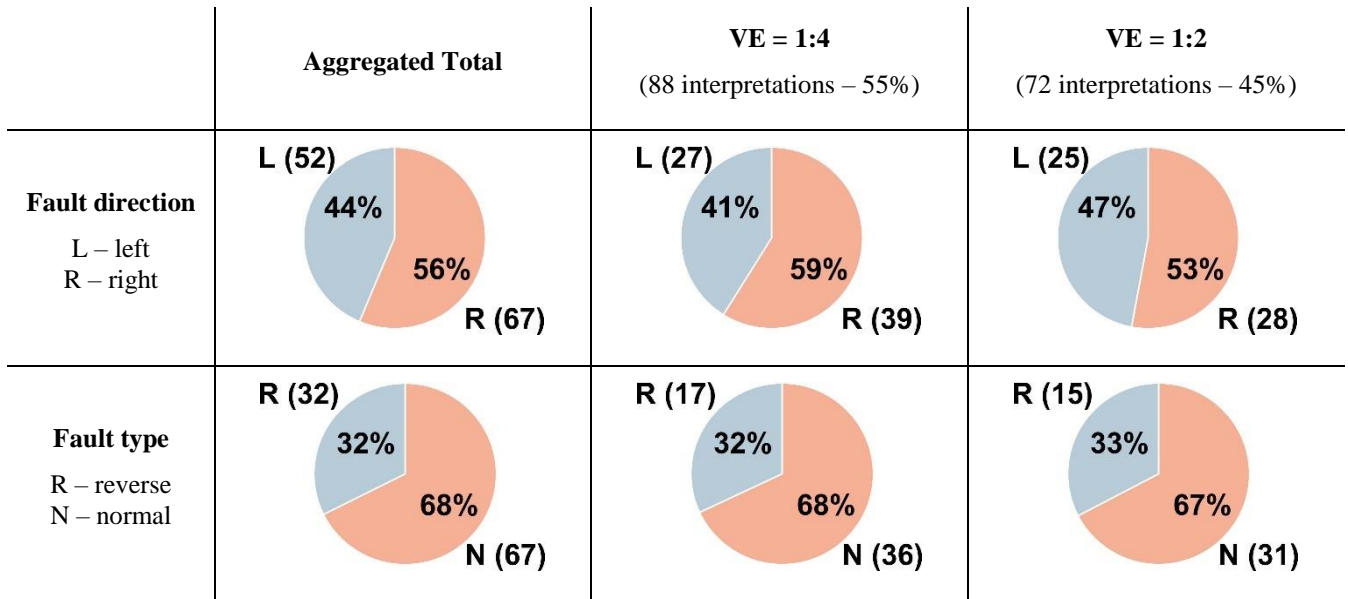 Aggregated Total
VE = 1:4
(88 interpretations – 55%)
VE = 1:2
(72 interpretations – 45%)
Fault direction
L – left
R – right
L (52)
44%
56%
R (67)
L (27)
41%
59%
R (39)
L (25)
47%
53%
R (28)
Fault type
R – reverse
N – normal
R (32)
32%
68%
N (67)
R (17)
32%
68%
N (36)
R (15)
33%
67%
N (31)